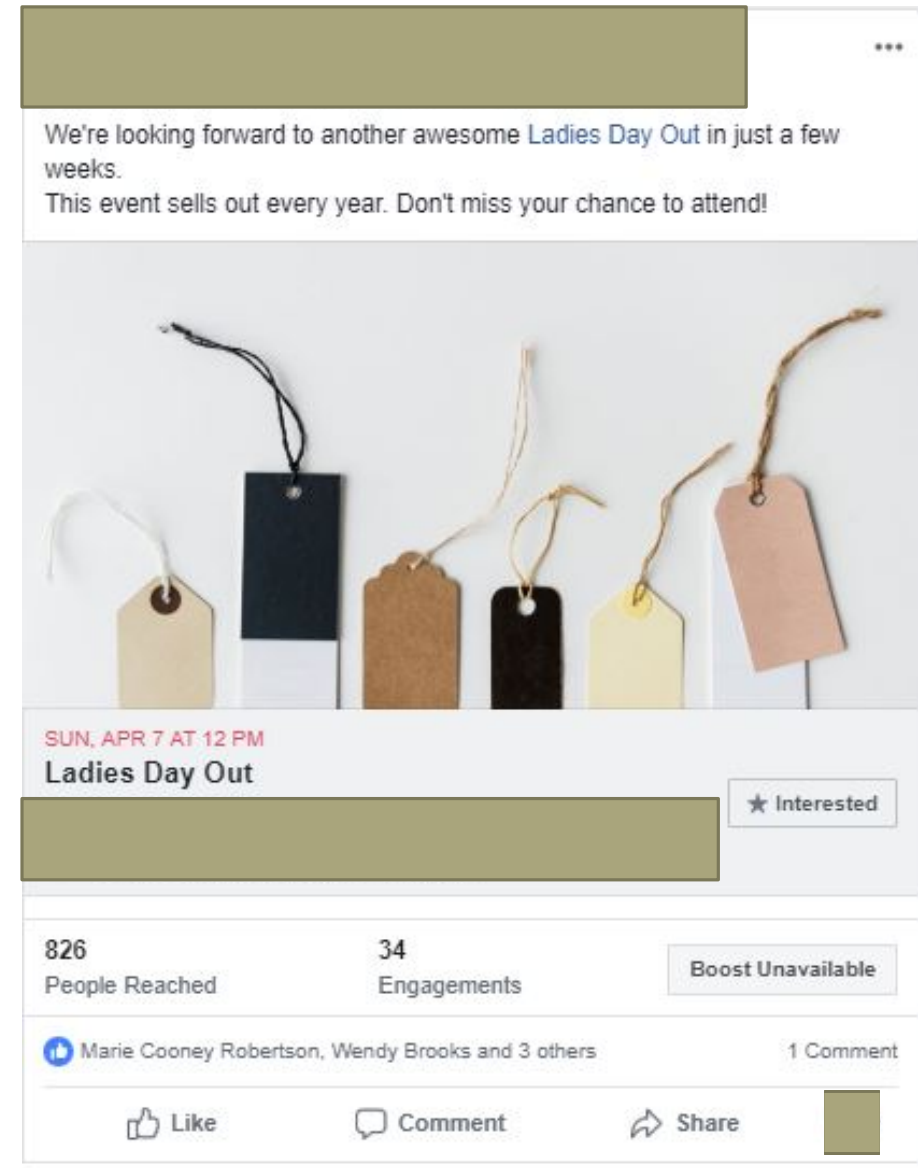 We're looking forward to another awesome Ladies Day Out in just a few
weeks.
This event sells out every year. Don't miss your chance to attend!
SUN, APR 7 AT 12 PM
Ladies Day Out
Interested
826
People Reached
34
Engagements
Boost Unavailable
Marie Cooney Robertson, Wendy Brooks and 3 others
1 Comment
Like
Comment
Share